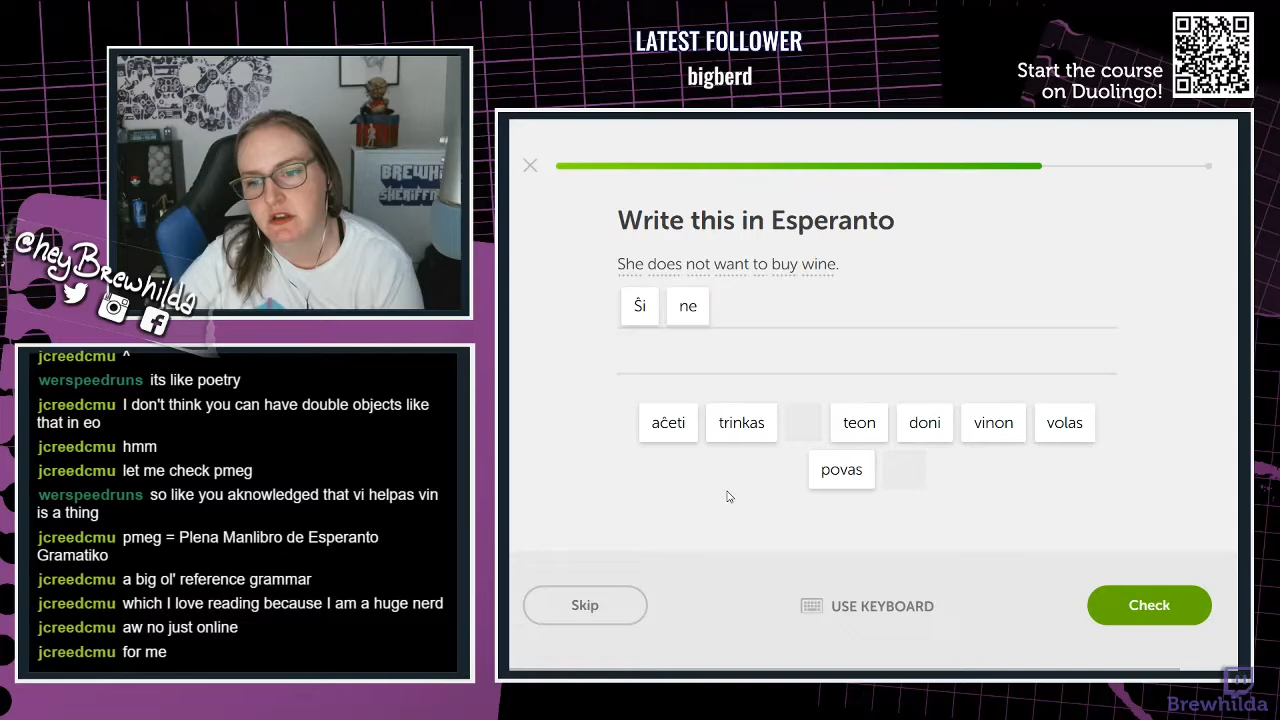 LATEST FOLLOWER
bigberd
Start the course
on Duolingo!
BREWHI
SHERIFFN
@heyBrewhilda
Write this in Esperanto
She does not want to buy wine.
Ŝi ne
aĉeti trinkas teon doni vinon volas
povas
Skip USE KEYBOARD Check
jcreedcmu ^
werspeedruns its like poetry
jcreedcmu I don't think you can have double objects like
that in eo
jcreedcmu hmm
jcreedcmu let me check pmeg
werspeedruns so like you aknowledged that vi helpas vin
is a thing
jcreedcmu pmeg = Plena Manlibro de Esperanto
Gramatiko
jcreedcmu a big ol' reference grammar
jcreedcmu which I love reading because I am a huge nerd
jcreedcmu aw no just online
jcreedcmu for me
Brewhilda